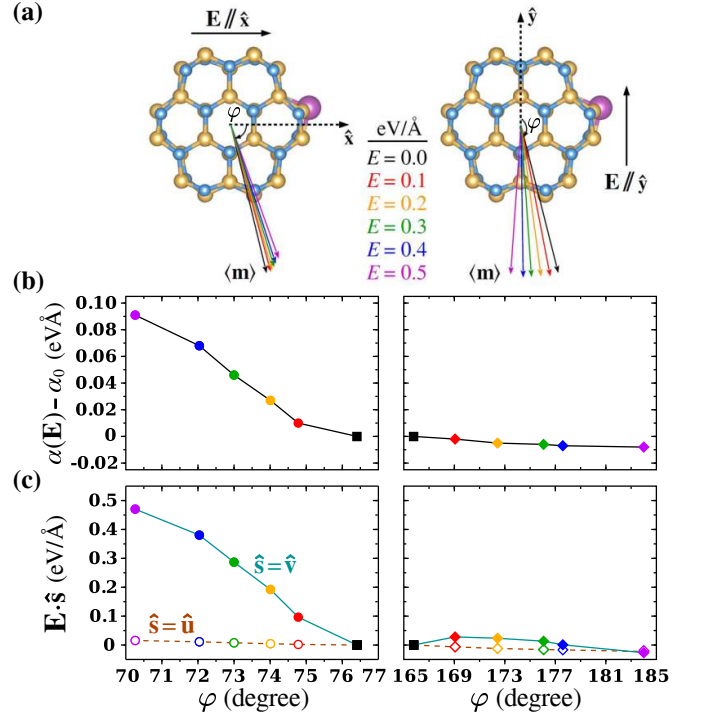 (a)
E // x̂
ŷ
φ
x̂
φ
eV/Å
E = 0.0
E = 0.1
E = 0.2
E = 0.3
E = 0.4
E = 0.5
E // ŷ
⟨m⟩
⟨m⟩
(b)
α(E) − α₀ (eVÅ)
0.10
0.08
0.06
0.04
0.02
0
-0.02
(c)
E·ŝ (eV/Å)
0.5
0.4
0.3
0.2
0.1
0
ŝ = v̂
ŝ = û
70 71 72 73 74 75 76 77
165 169 173 177 181 185
φ (degree)
φ (degree)